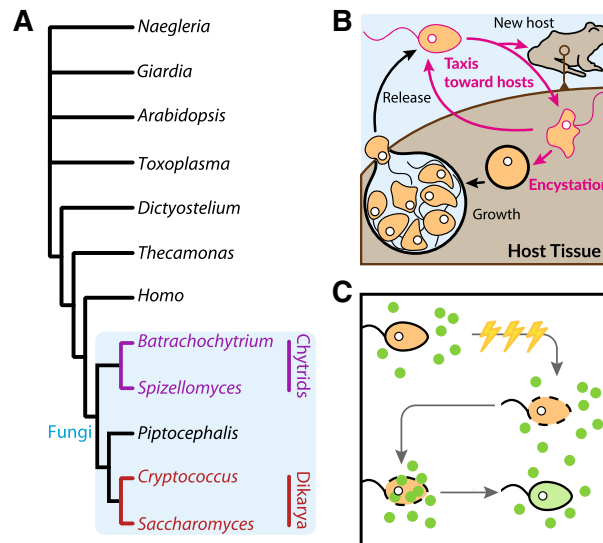 A
Naegleria
Giardia
Arabidopsis
Toxoplasma
Dictyostelium
Thecamonas
Homo
Batrachochytrium
Spizellomyces
Chytrids
Fungi
Piptocephalis
Cryptococcus
Saccharomyces
Dikarya
B
New host
Taxis
toward hosts
Release
Encystation
Growth
Host Tissue
C